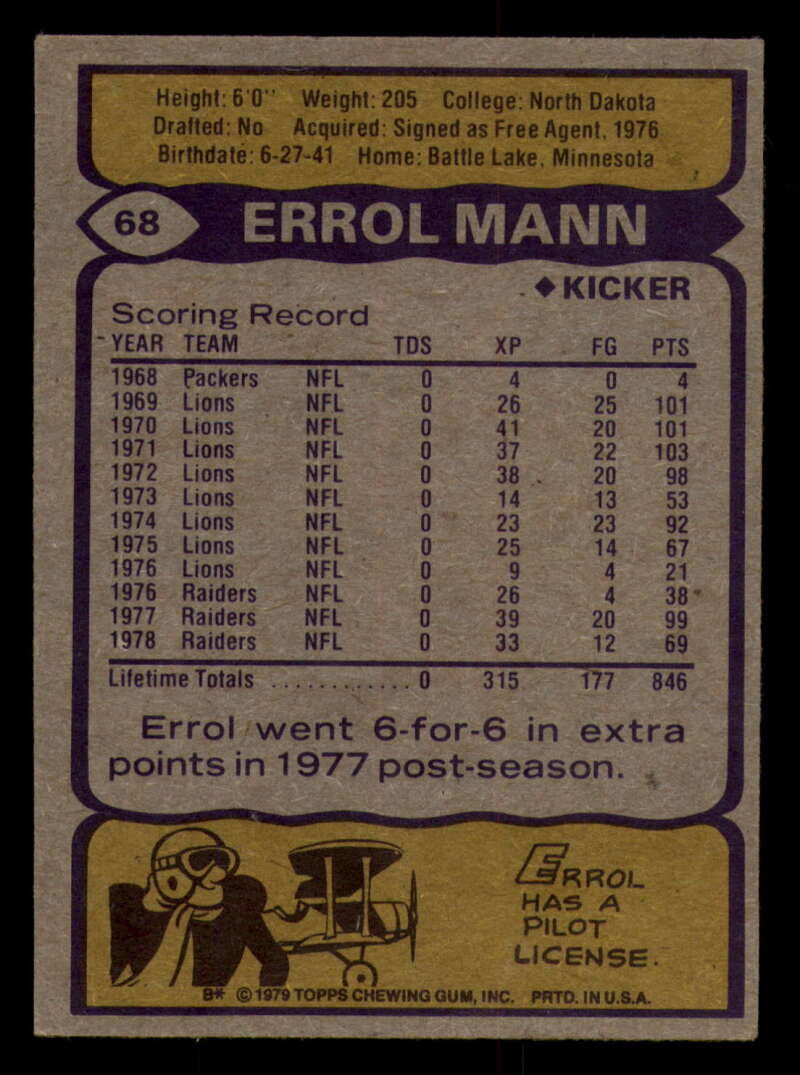 Height: 6'0" Weight: 205 College: North Dakota
Drafted: No Acquired: Signed as Free Agent, 1976
Birthdate: 6-27-41 Home: Battle Lake, Minnesota
68 ERROL MANN
◆ KICKER
Scoring Record
YEAR TEAM TDS XP FG PTS
1968 Packers NFL 0 4 0 4
1969 Lions NFL 0 26 25 101
1970 Lions NFL 0 41 20 101
1971 Lions NFL 0 37 22 103
1972 Lions NFL 0 38 20 98
1973 Lions NFL 0 14 13 53
1974 Lions NFL 0 23 23 92
1975 Lions NFL 0 25 14 67
1976 Lions NFL 0 9 4 21
1976 Raiders NFL 0 26 4 38
1977 Raiders NFL 0 39 20 99
1978 Raiders NFL 0 33 12 69
Lifetime Totals ............. 0 315 177 846
Errol went 6-for-6 in extra
points in 1977 post-season.
ERROL
HAS A
PILOT
LICENSE.
B* © 1979 TOPPS CHEWING GUM, INC. PRTD. IN U.S.A.